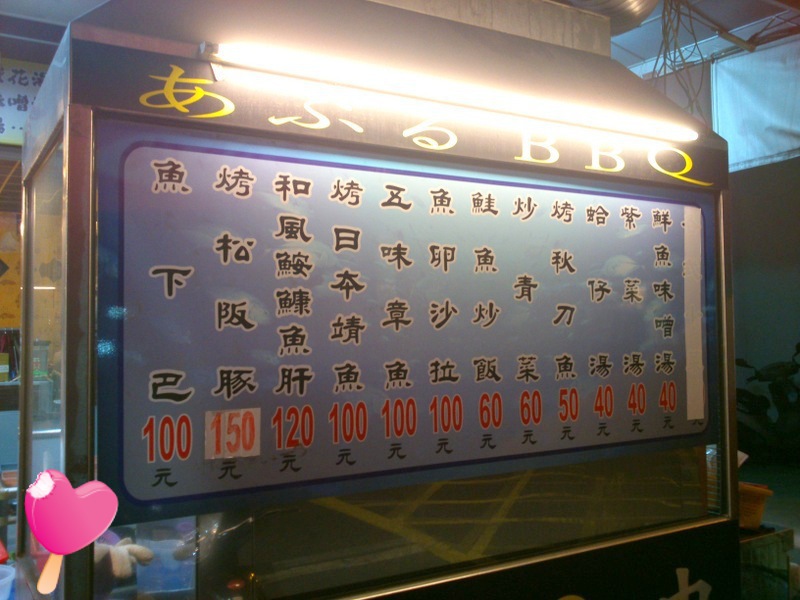 あぶる BBQ
魚下巴 100元
烤松阪豚 150元
和風鮟鱇魚肝 120元
烤日本靖魚 100元
五味章魚 100元
魚卵沙拉 100元
鮭魚炒飯 60元
炒青菜 60元
烤秋刀魚 50元
蛤仔湯 40元
紫菜湯 40元
鮮魚味噌湯 40元